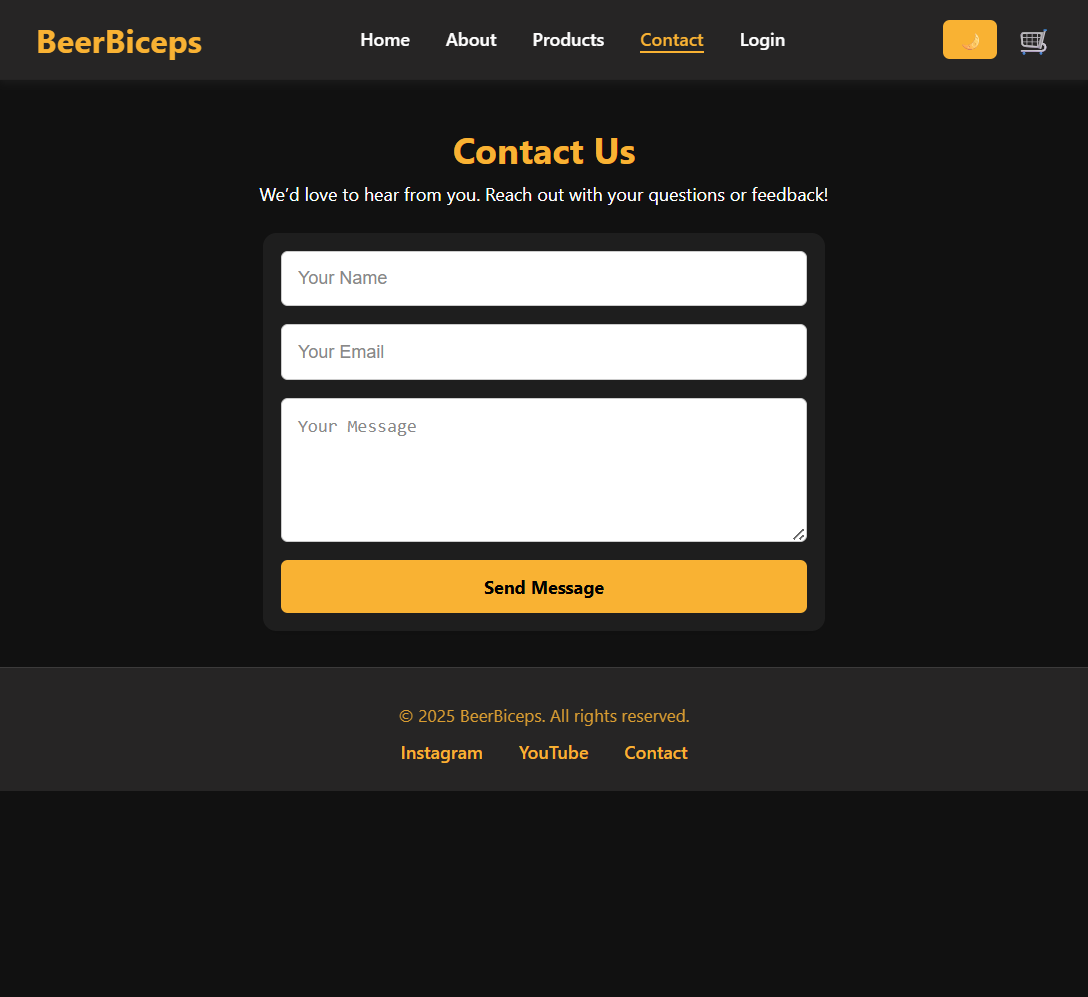 BeerBiceps
Home About Products Contact Login
Contact Us
We’d love to hear from you. Reach out with your questions or feedback!
Your Name
Your Email
Your Message
Send Message
© 2025 BeerBiceps. All rights reserved.
Instagram YouTube Contact